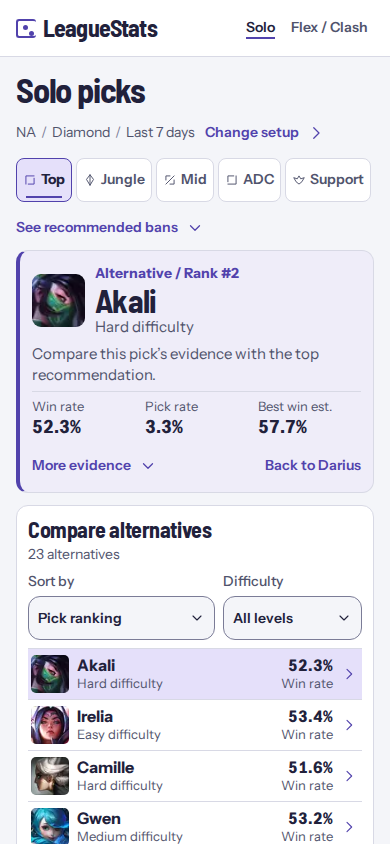 LeagueStats
Solo
Flex / Clash
Solo picks
NA / Diamond / Last 7 days
Change setup
Top
Jungle
Mid
ADC
Support
See recommended bans
Alternative / Rank #2
Akali
Hard difficulty
Compare this pick's evidence with the top
recommendation.
Win rate
Pick rate
Best win est.
52.3%
3.3%
57.7%
More evidence
Back to Darius
Compare alternatives
23 alternatives
Sort by
Difficulty
Pick ranking
All levels
Akali
52.3%
Hard difficulty
Win rate
Irelia
53.4%
Easy difficulty
Win rate
Camille
51.6%
Hard difficulty
Win rate
Gwen
53.2%
Medium difficulty
Win rate